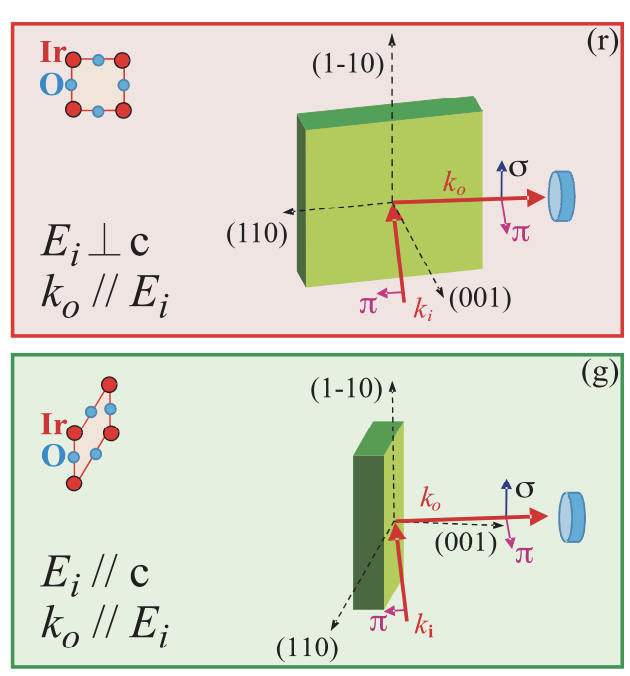 (r)
Ir
O
(1-10)
k_o
σ
π
(110)
(001)
π
k_i
E_i ⊥ c
k_o // E_i
(g)
(1-10)
Ir
O
k_o
σ
(001)
π
π
k_i
(110)
E_i // c
k_o // E_i